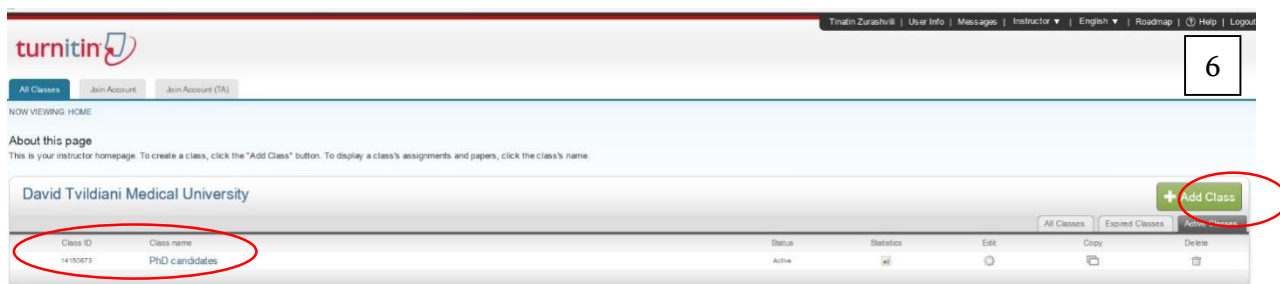 Tinatin Zurashvili | User Info | Messages | Instructor ▼ | English ▼ | Roadmap | ? Help | Logout
turnitin
6
All Classes Join Account Join Account (TA)
NOW VIEWING: HOME
About this page
This is your instructor homepage. To create a class, click the "Add Class" button. To display a class's assignments and papers, click the class's name.
David Tvildiani Medical University
+ Add Class
All Classes Expired Classes Active Classes
Class ID Class name Status Statistics Edit Copy Delete
14150873 PhD candidates Active